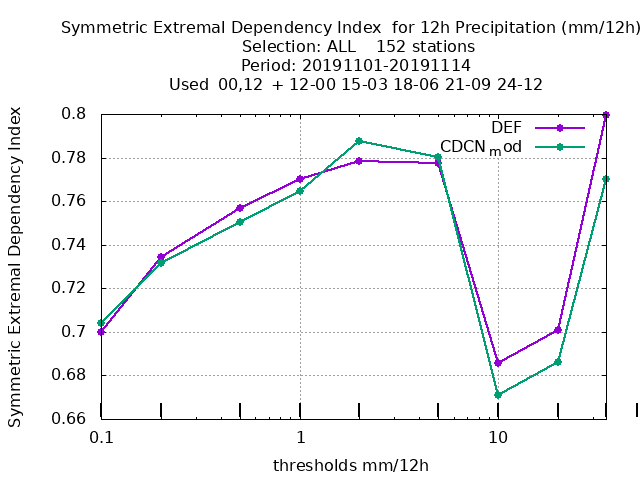 Symmetric Extremal Dependency Index  for 12h Precipitation (mm/12h)
Selection: ALL    152 stations
Period: 20191101-20191114
Used  00,12  + 12-00 15-03 18-06 21-09 24-12
Symmetric Extremal Dependency Index
0.8
0.78
0.76
0.74
0.72
0.7
0.68
0.66
DEF
CDCNmod
0.1
1
10
thresholds mm/12h